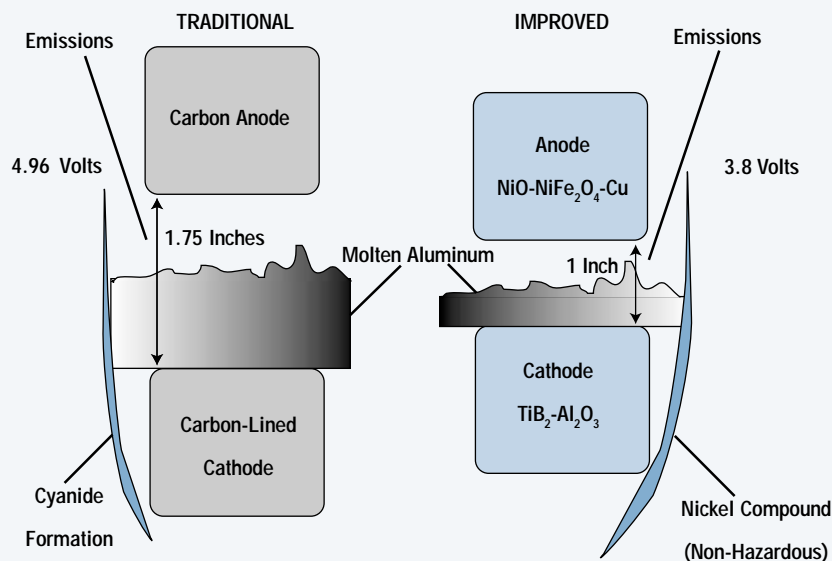 TRADITIONAL
IMPROVED
Emissions
Emissions
Carbon Anode
Anode
NiO-NiFe₂O₄-Cu
4.96 Volts
3.8 Volts
1.75 Inches
Molten Aluminum
1 Inch
Carbon-Lined
Cathode
Cathode
TiB₂-Al₂O₃
Cyanide
Formation
Nickel Compound
(Non-Hazardous)